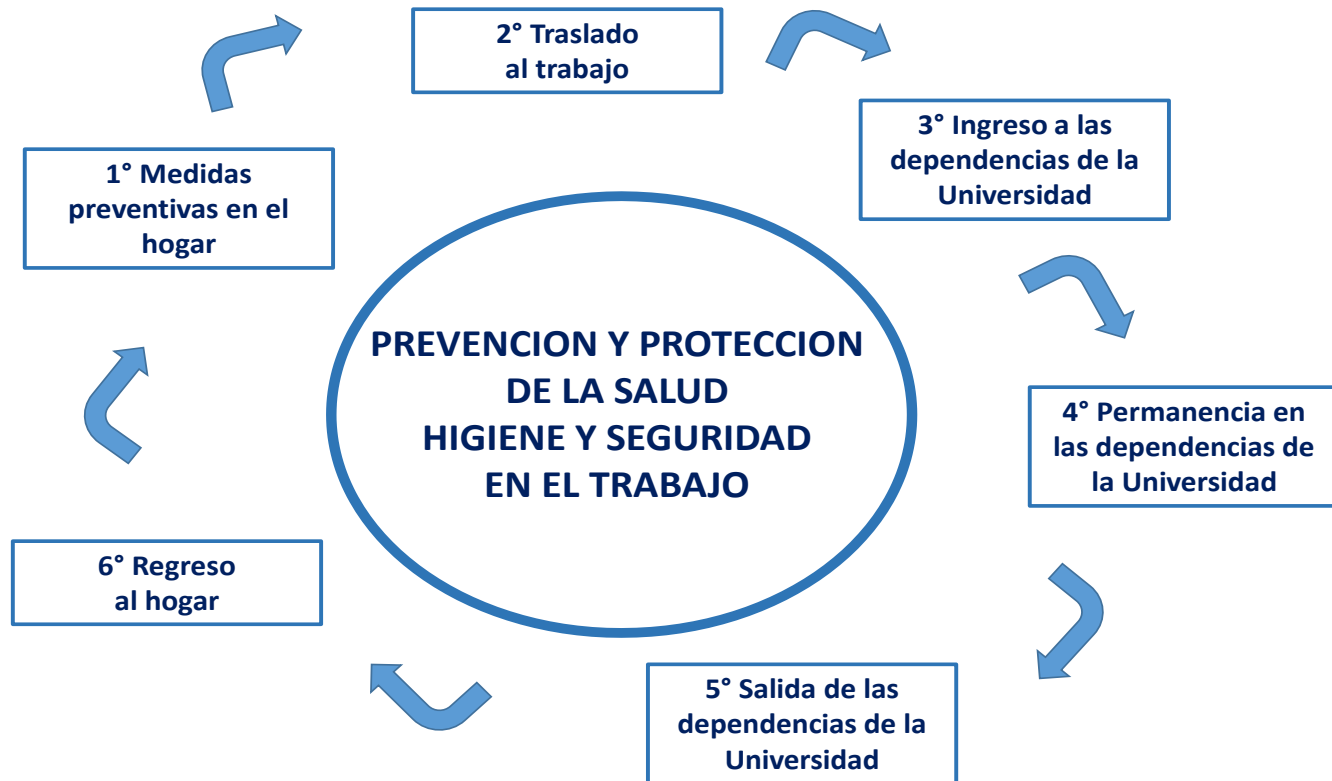 2° Traslado
al trabajo
3° Ingreso a las
dependencias de la
Universidad
1° Medidas
preventivas en el
hogar
PREVENCION Y PROTECCION
DE LA SALUD
HIGIENE Y SEGURIDAD
EN EL TRABAJO
4° Permanencia en
las dependencias de
la Universidad
6° Regreso
al hogar
5° Salida de las
dependencias de la
Universidad